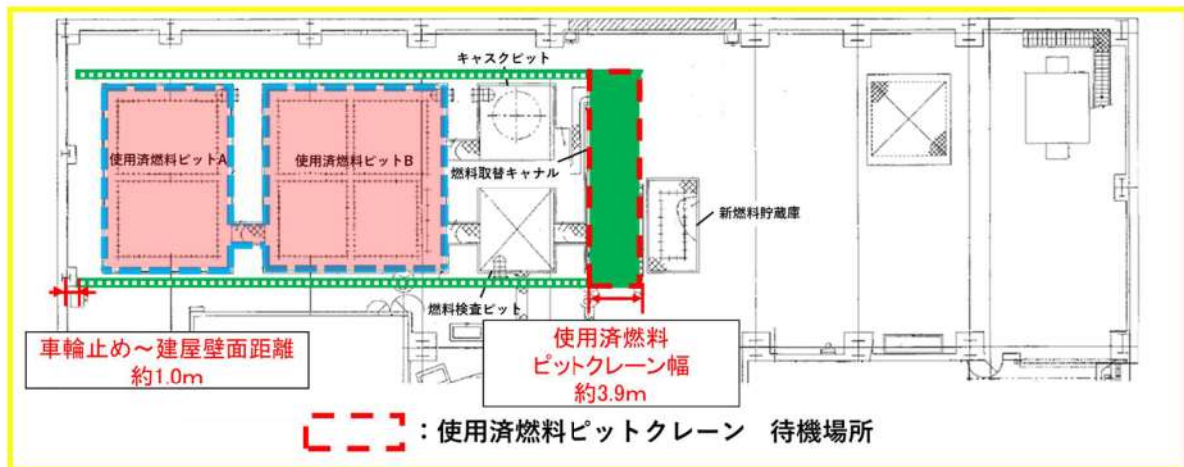 キャスクピット
使用済燃料ピットA
使用済燃料ピットB
燃料取替キャナル
新燃料貯蔵庫
燃料検査ピット
車輪止め～建屋壁面距離
約1.0m
使用済燃料
ピットクレーン幅
約3.9m
：使用済燃料ピットクレーン　待機場所